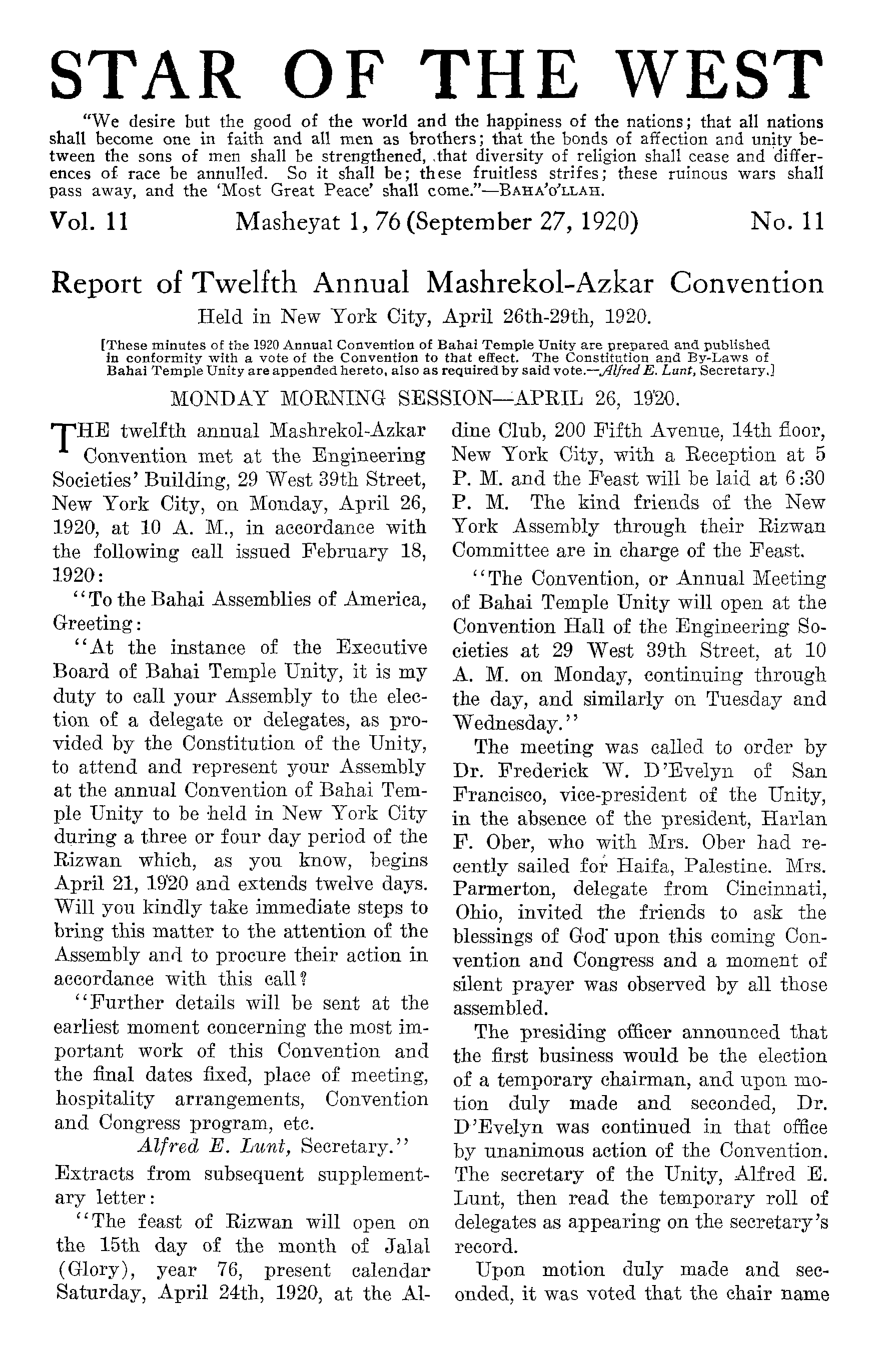 STAR OF THE WEST
"We desire but the good of the world and the happiness of the nations; that all nations
shall become one in faith and all men as brothers; that the bonds of affection and unity be-
tween the sons of men shall be strengthened, that diversity of religion shall cease and differ-
ences of race be annulled. So it shall be; these fruitless strifes; these ruinous wars shall
pass away, and the 'Most Great Peace' shall come."—BAHA'O'LLAH.
Vol. 11 Masheyat 1, 76 (September 27, 1920) No. 11
Report of Twelfth Annual Mashrekol-Azkar Convention
Held in New York City, April 26th-29th, 1920.
[These minutes of the 1920 Annual Convention of Bahai Temple Unity are prepared and published
in conformity with a vote of the Convention to that effect. The Constitution and By-Laws of
Bahai Temple Unity are appended hereto, also as required by said vote.—Alfred E. Lunt, Secretary.]
MONDAY MORNING SESSION—APRIL 26, 1920.
THE twelfth annual Mashrekol-Azkar
Convention met at the Engineering
Societies' Building, 29 West 39th Street,
New York City, on Monday, April 26,
1920, at 10 A. M., in accordance with
the following call issued February 18,
1920:
"To the Bahai Assemblies of America,
Greeting:
"At the instance of the Executive
Board of Bahai Temple Unity, it is my
duty to call your Assembly to the elec-
tion of a delegate or delegates, as pro-
vided by the Constitution of the Unity,
to attend and represent your Assembly
at the annual Convention of Bahai Tem-
ple Unity to be held in New York City
during a three or four day period of the
Rizwan which, as you know, begins
April 21, 1920 and extends twelve days.
Will you kindly take immediate steps to
bring this matter to the attention of the
Assembly and to procure their action in
accordance with this call?
"Further details will be sent at the
earliest moment concerning the most im-
portant work of this Convention and
the final dates fixed, place of meeting,
hospitality arrangements, Convention
and Congress program, etc.
Alfred E. Lunt, Secretary."
Extracts from subsequent supplement-
ary letter:
"The feast of Rizwan will open on
the 15th day of the month of Jalal
(Glory), year 76, present calendar
Saturday, April 24th, 1920, at the Al-
dine Club, 200 Fifth Avenue, 14th floor,
New York City, with a Reception at 5
P. M. and the Feast will be laid at 6:30
P. M. The kind friends of the New
York Assembly through their Rizwan
Committee are in charge of the Feast.
"The Convention, or Annual Meeting
of Bahai Temple Unity will open at the
Convention Hall of the Engineering So-
cieties at 29 West 39th Street, at 10
A. M. on Monday, continuing through
the day, and similarly on Tuesday and
Wednesday."
The meeting was called to order by
Dr. Frederick W. D'Evelyn of San
Francisco, vice-president of the Unity,
in the absence of the president, Harlan
F. Ober, who with Mrs. Ober had re-
cently sailed for Haifa, Palestine. Mrs.
Parmerton, delegate from Cincinnati,
Ohio, invited the friends to ask the
blessings of God upon this coming Con-
vention and Congress and a moment of
silent prayer was observed by all those
assembled.
The presiding officer announced that
the first business would be the election
of a temporary chairman, and upon mo-
tion duly made and seconded, Dr.
D'Evelyn was continued in that office
by unanimous action of the Convention.
The secretary of the Unity, Alfred E.
Lunt, then read the temporary roll of
delegates as appearing on the secretary's
record.
Upon motion duly made and sec-
onded, it was voted that the chair name